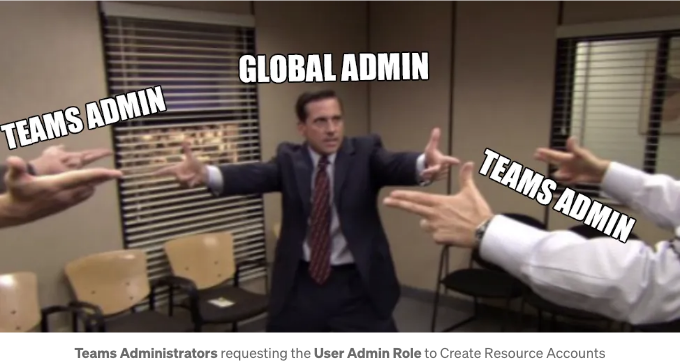 GLOBAL ADMIN
TEAMS ADMIN
TEAMS ADMIN
Teams Administrators requesting the User Admin Role to Create Resource Accounts